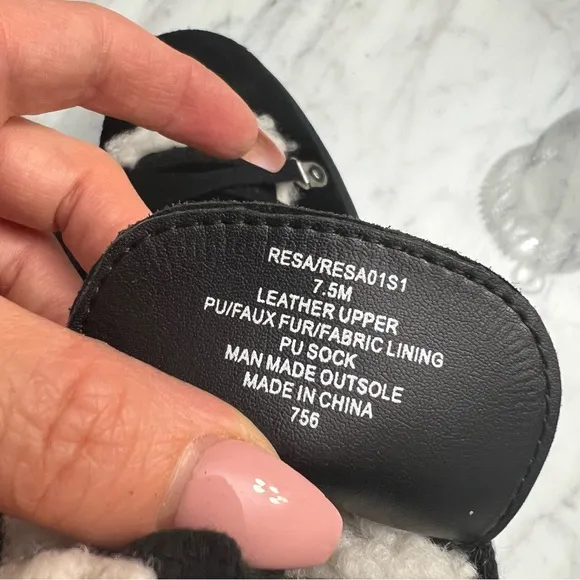 RESA/RESA01S1
7.5M
LEATHER UPPER
PU/FAUX FUR/FABRIC LINING
PU SOCK
MAN MADE OUTSOLE
MADE IN CHINA
756